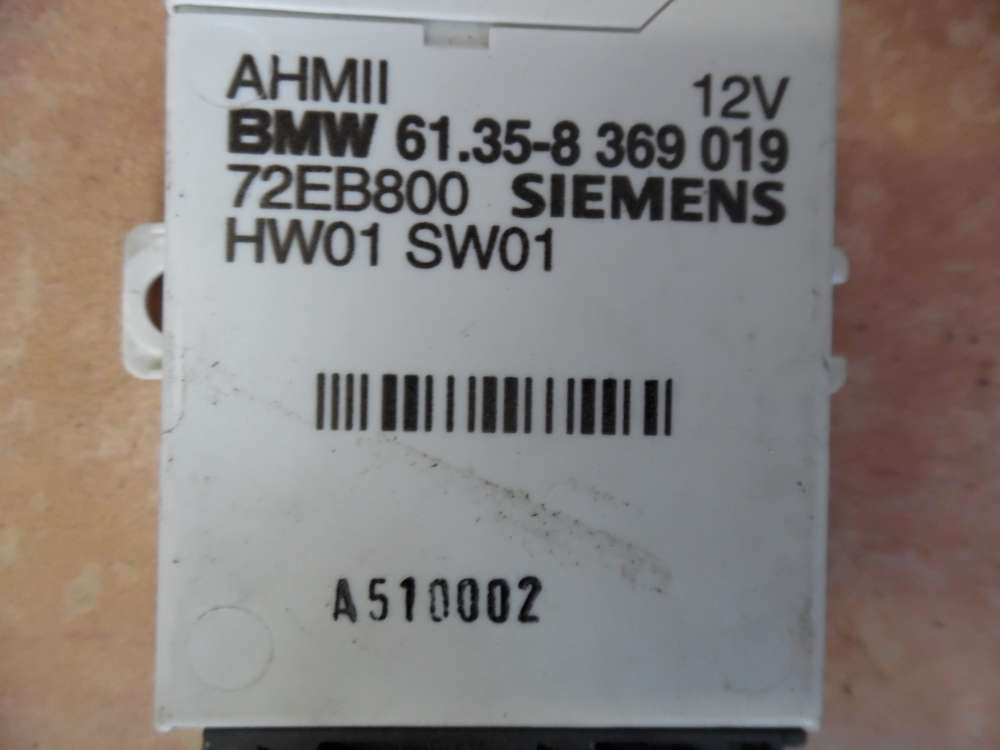 AHMII 12V
BMW 61.35-8 369 019
72EB800 SIEMENS
HW01 SW01
A510002